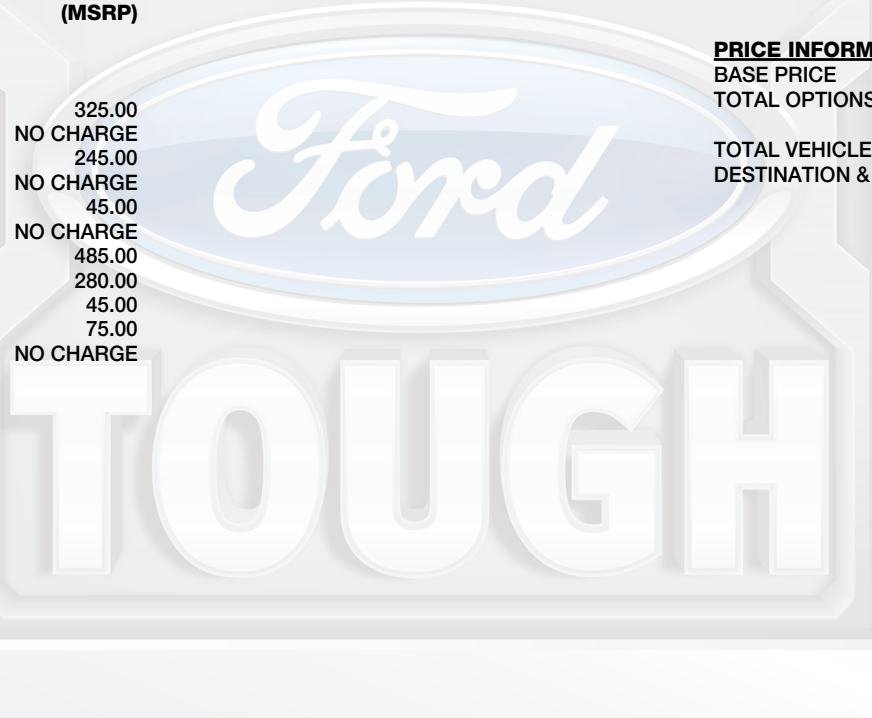 (MSRP)
325.00
NO CHARGE
245.00
NO CHARGE
45.00
NO CHARGE
485.00
280.00
45.00
75.00
NO CHARGE
PRICE INFORM
BASE PRICE
TOTAL OPTIONS
TOTAL VEHICLE
DESTINATION &
Ford
TOUGH